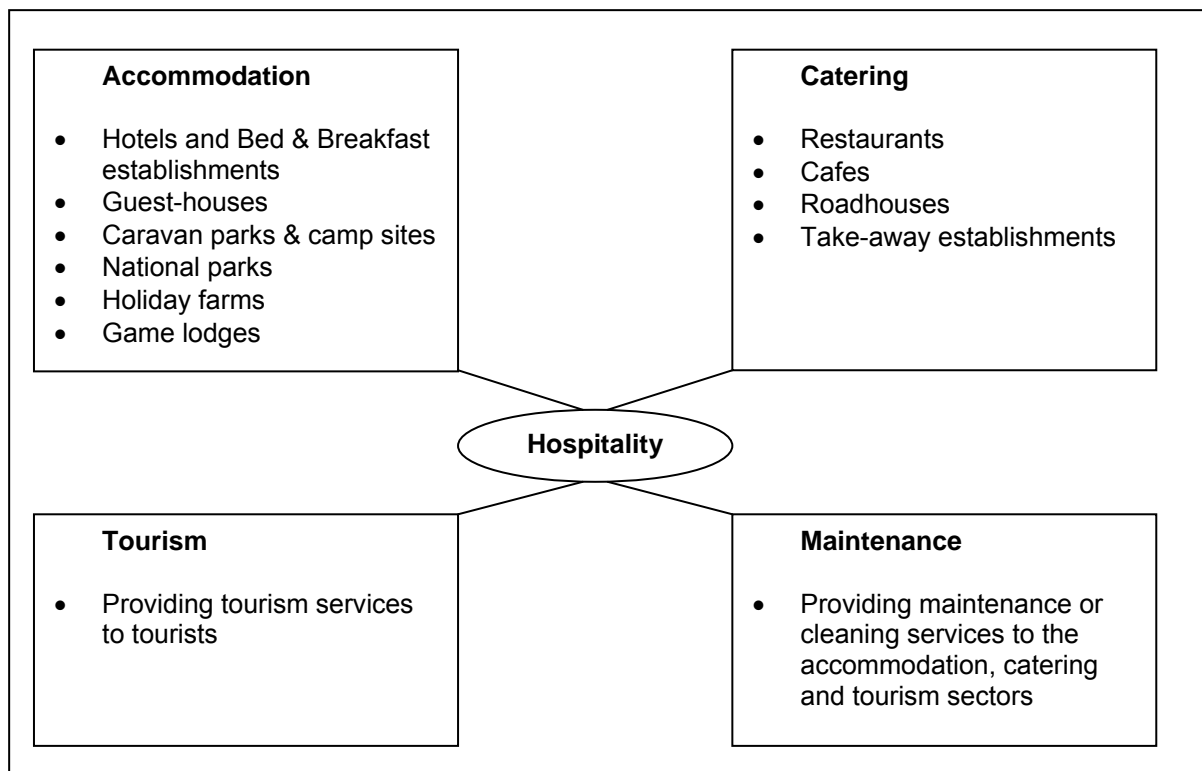 Accommodation
• Hotels and Bed & Breakfast
establishments
• Guest-houses
• Caravan parks & camp sites
• National parks
• Holiday farms
• Game lodges
Catering
• Restaurants
• Cafes
• Roadhouses
• Take-away establishments
Hospitality
Tourism
• Providing tourism services
to tourists
Maintenance
• Providing maintenance or
cleaning services to the
accommodation, catering
and tourism sectors